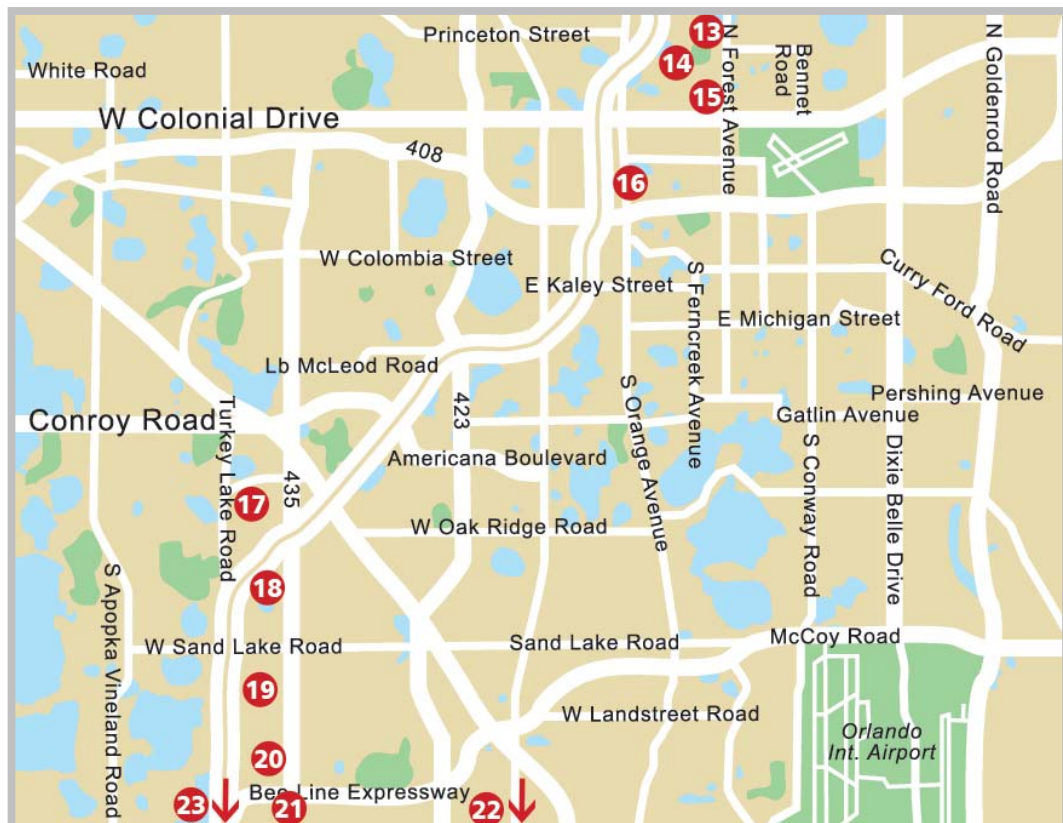 13
Princeton Street
N Forest Avenue
Bennet
Road
N Goldenrod Road
14
White Road
15
W Colonial Drive
408
16
W Colombia Street
S Ferncreek Avenue
Curry Ford Road
E Kaley Street
E Michigan Street
Lb McLeod Road
Pershing Avenue
Conroy Road
Turkey Lake Road
423
S Orange Avenue
Gatlin Avenue
S Conway Road
Dixie Belle Drive
Americana Boulevard
435
17
W Oak Ridge Road
S Apopka Vineland Road
18
W Sand Lake Road
Sand Lake Road
McCoy Road
19
W Landstreet Road
Orlando
Int. Airport
20
Bee Line Expressway
23
21
22